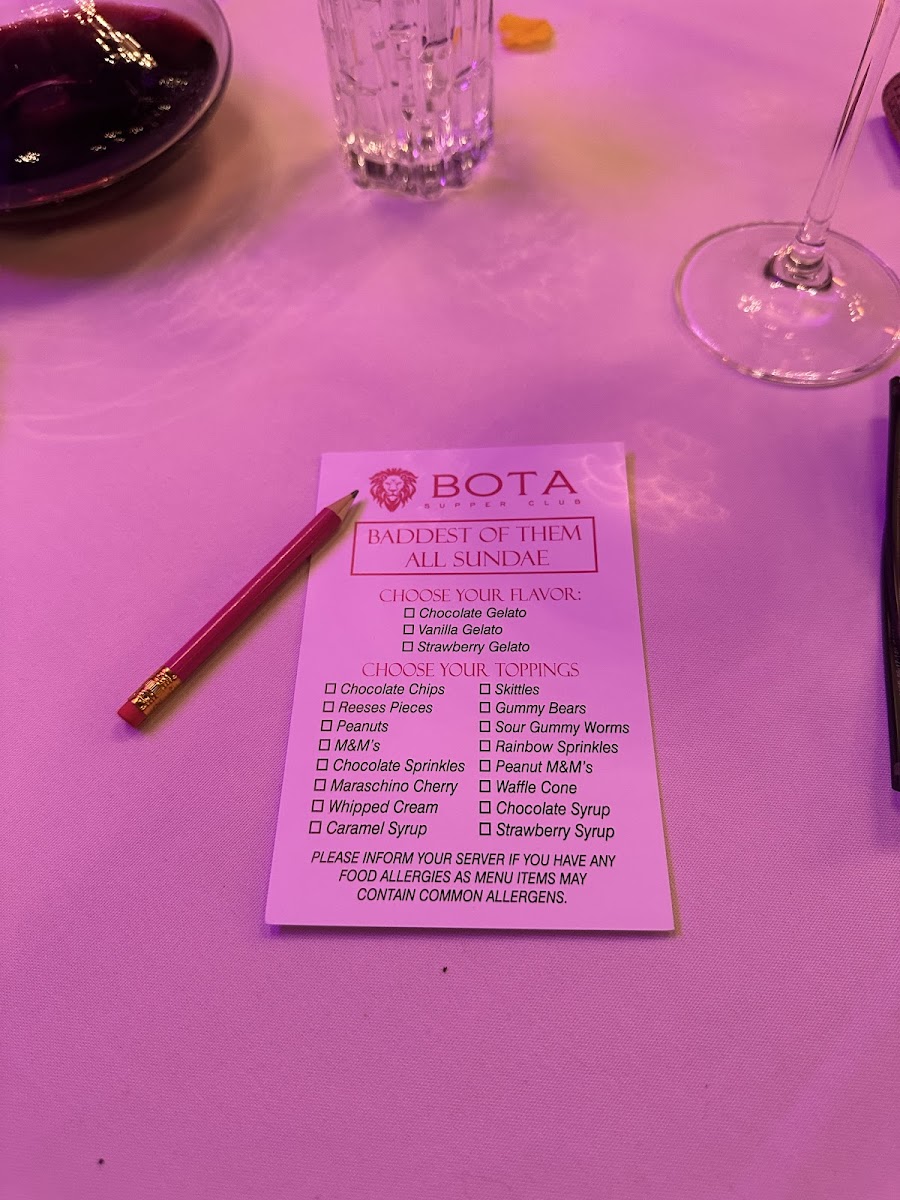 BOTA
SUPPER CLUB
BADDEST OF THEM
ALL SUNDAE
CHOOSE YOUR FLAVOR:
Chocolate Gelato
Vanilla Gelato
Strawberry Gelato
CHOOSE YOUR TOPPINGS
Chocolate Chips
Reeses Pieces
Peanuts
M&M's
Chocolate Sprinkles
Maraschino Cherry
Whipped Cream
Caramel Syrup
Skittles
Gummy Bears
Sour Gummy Worms
Rainbow Sprinkles
Peanut M&M's
Waffle Cone
Chocolate Syrup
Strawberry Syrup
PLEASE INFORM YOUR SERVER IF YOU HAVE ANY
FOOD ALLERGIES AS MENU ITEMS MAY
CONTAIN COMMON ALLERGENS.